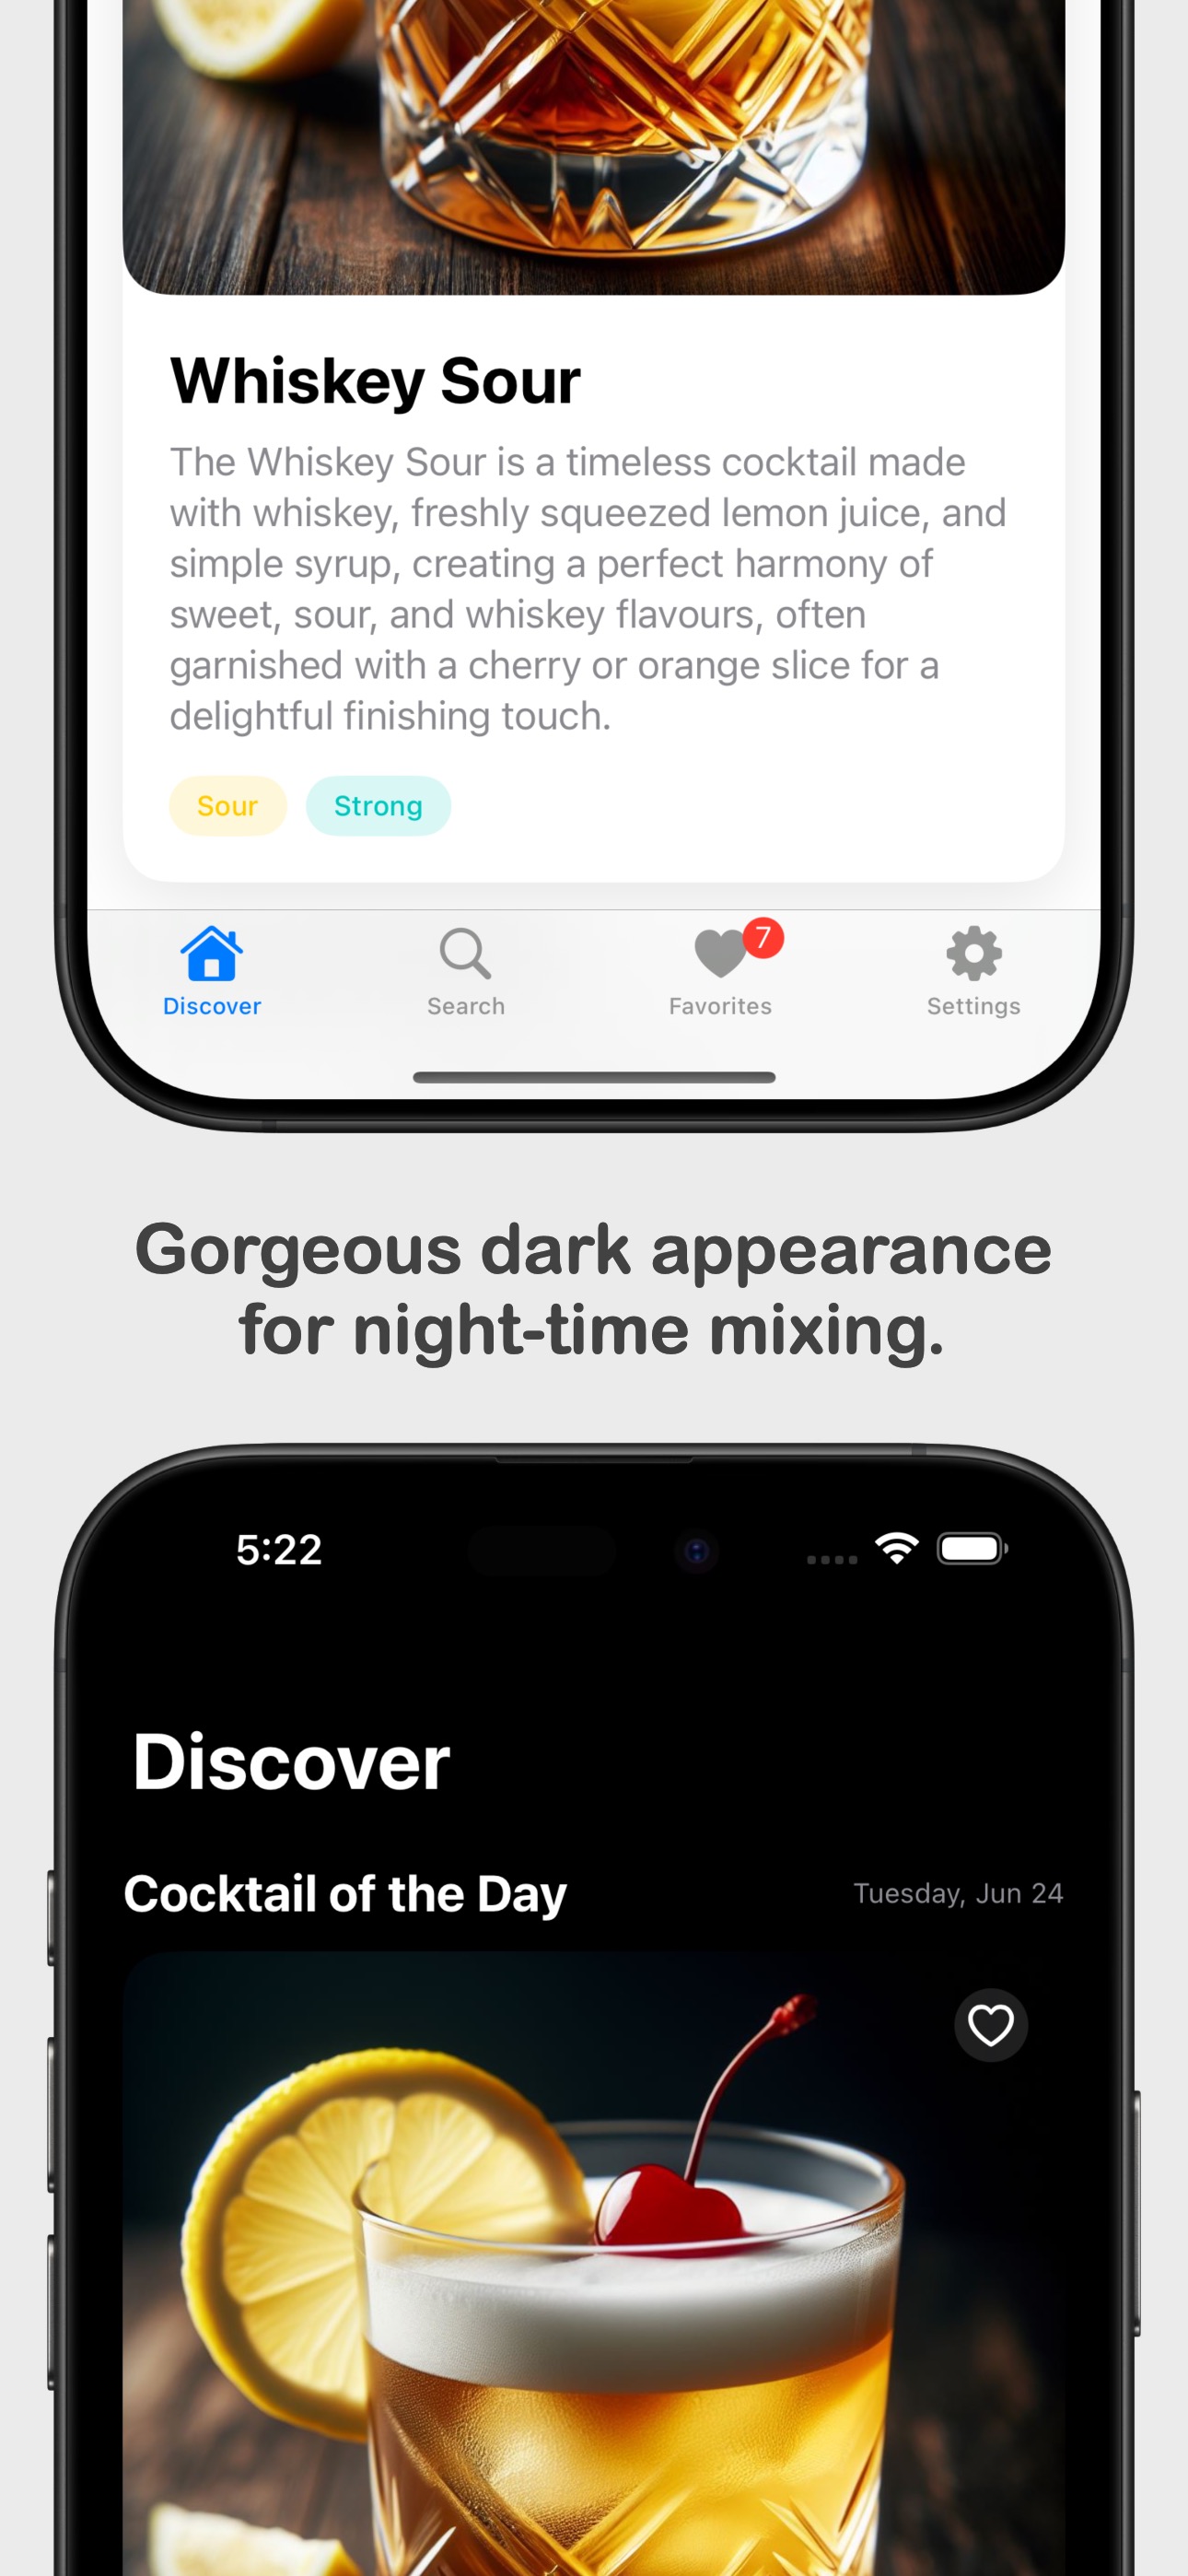 Whiskey Sour
The Whiskey Sour is a timeless cocktail made
with whiskey, freshly squeezed lemon juice, and
simple syrup, creating a perfect harmony of
sweet, sour, and whiskey flavours, often
garnished with a cherry or orange slice for a
delightful finishing touch.
Sour Strong
7
Discover Search Favorites Settings
Gorgeous dark appearance
for night-time mixing.
5:22
Discover
Cocktail of the Day Tuesday, Jun 24